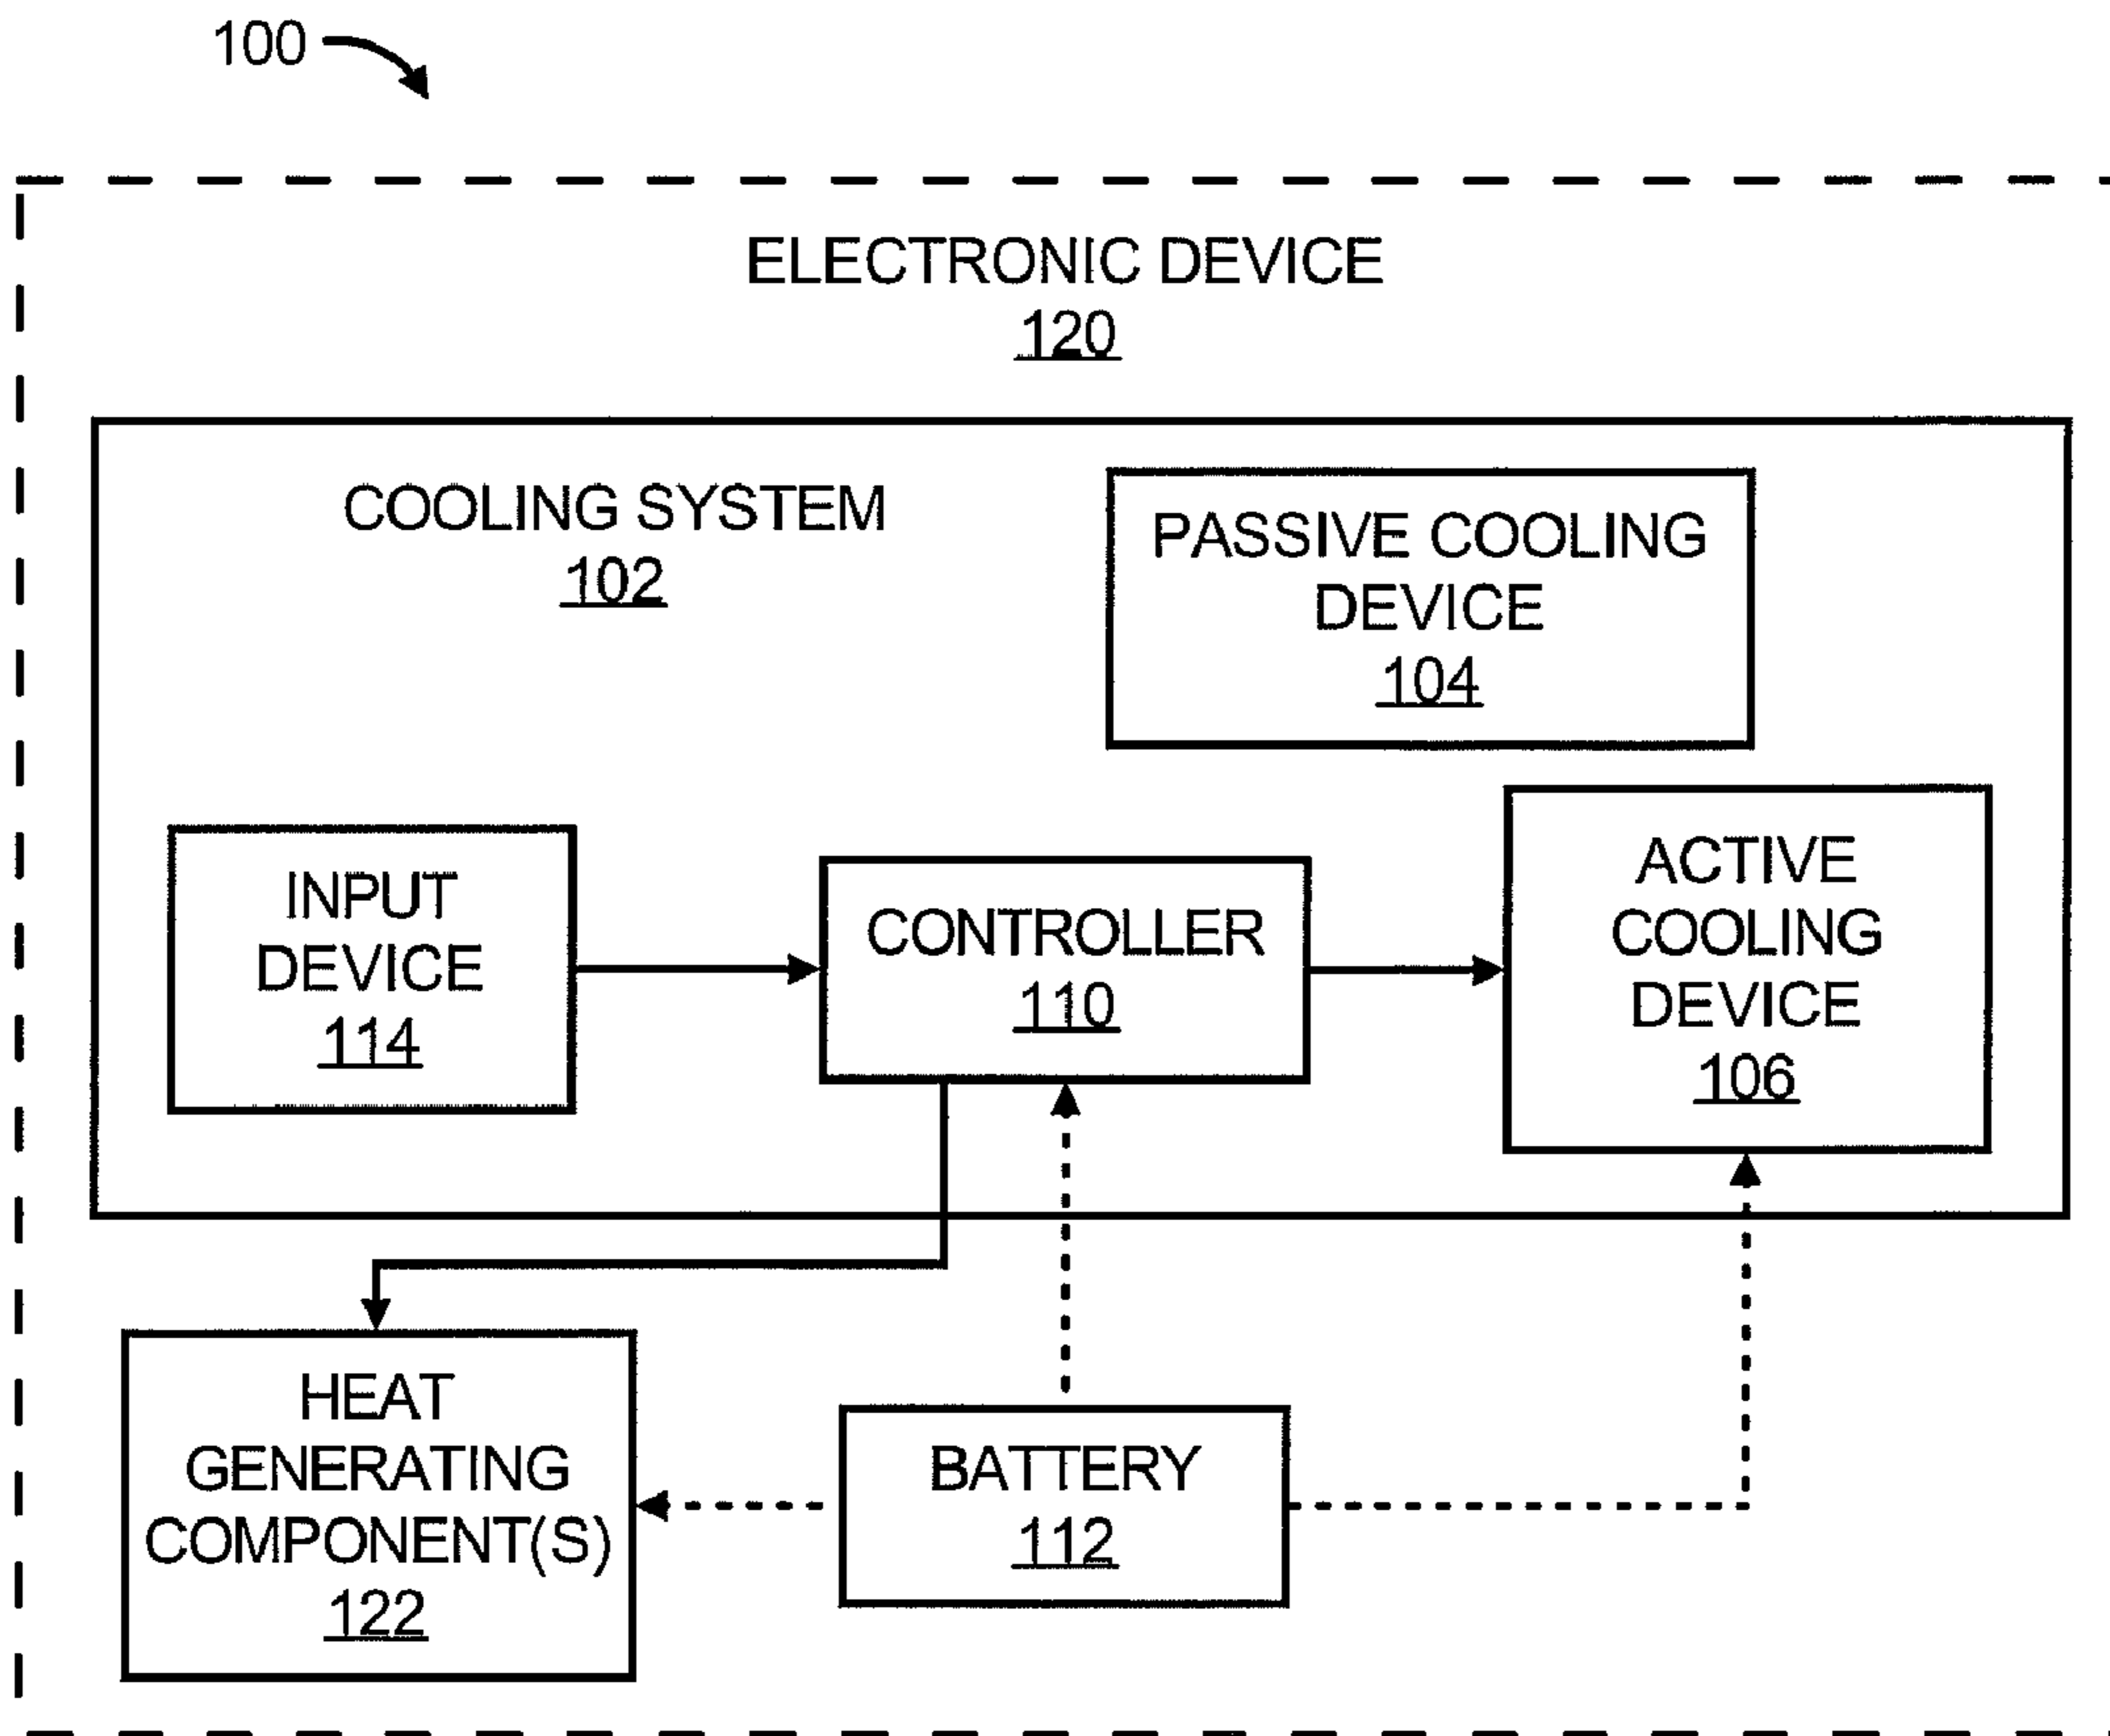 100
ELECTRONIC DEVICE
120
COOLING SYSTEM
102
PASSIVE COOLING
DEVICE
104
INPUT
DEVICE
114
CONTROLLER
110
ACTIVE
COOLING
DEVICE
106
HEAT
GENERATING
COMPONENT(S)
122
BATTERY
112